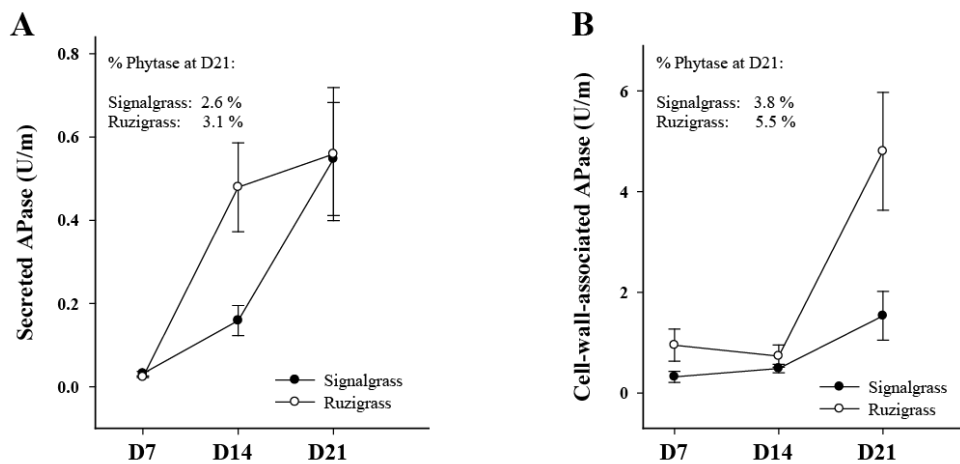 A
Secreted APase (U/m)
0.8
0.6
0.4
0.2
0.0
% Phytase at D21:
Signalgrass: 2.6 %
Ruzigrass: 3.1 %
Signalgrass
Ruzigrass
D7 D14 D21
B
Cell-wall-associated APase (U/m)
6
4
2
0
% Phytase at D21:
Signalgrass: 3.8 %
Ruzigrass: 5.5 %
Signalgrass
Ruzigrass
D7 D14 D21